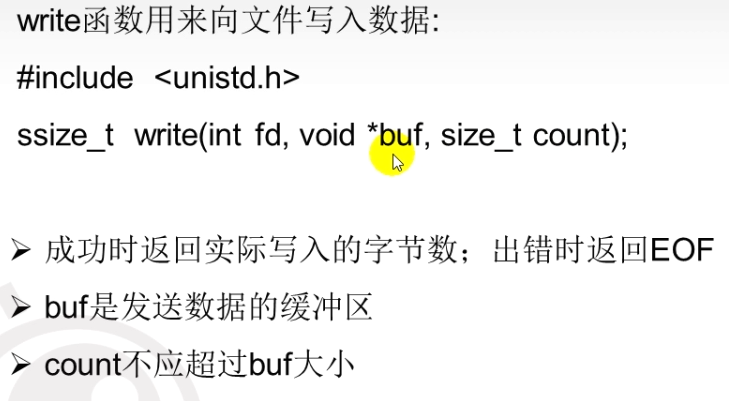 write函数用来向文件写入数据:
#include <unistd.h>
ssize_t write(int fd, void *buf, size_t count);
➢ 成功时返回实际写入的字节数；出错时返回EOF
➢ buf是发送数据的缓冲区
➢ count不应超过buf大小